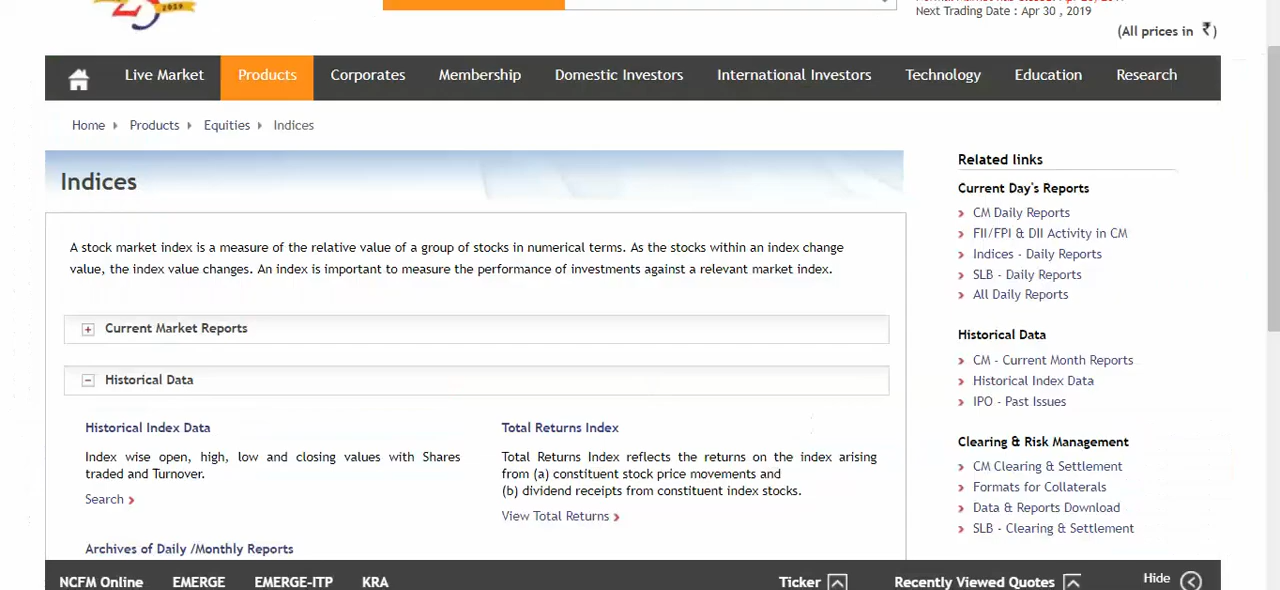 2019
Next Trading Date : Apr 30 , 2019
(All prices in ₹)
Live Market
Products
Corporates
Membership
Domestic Investors
International Investors
Technology
Education
Research
Home
Products
Equities
Indices
Indices
A stock market index is a measure of the relative value of a group of stocks in numerical terms. As the stocks within an index change
value, the index value changes. An index is important to measure the performance of investments against a relevant market index.
Current Market Reports
Historical Data
Historical Index Data
Index wise open, high, low and closing values with Shares
traded and Turnover.
Search
Total Returns Index
Total Returns Index reflects the returns on the index arising
from (a) constituent stock price movements and
(b) dividend receipts from constituent index stocks.
View Total Returns
Archives of Daily /Monthly Reports
Related links
Current Day's Reports
CM Daily Reports
FII/FPI & DII Activity in CM
Indices - Daily Reports
SLB - Daily Reports
All Daily Reports
Historical Data
CM - Current Month Reports
Historical Index Data
IPO - Past Issues
Clearing & Risk Management
CM Clearing & Settlement
Formats for Collaterals
Data & Reports Download
SLB - Clearing & Settlement
NCFM Online
EMERGE
EMERGE-ITP
KRA
Ticker
Recently Viewed Quotes
Hide